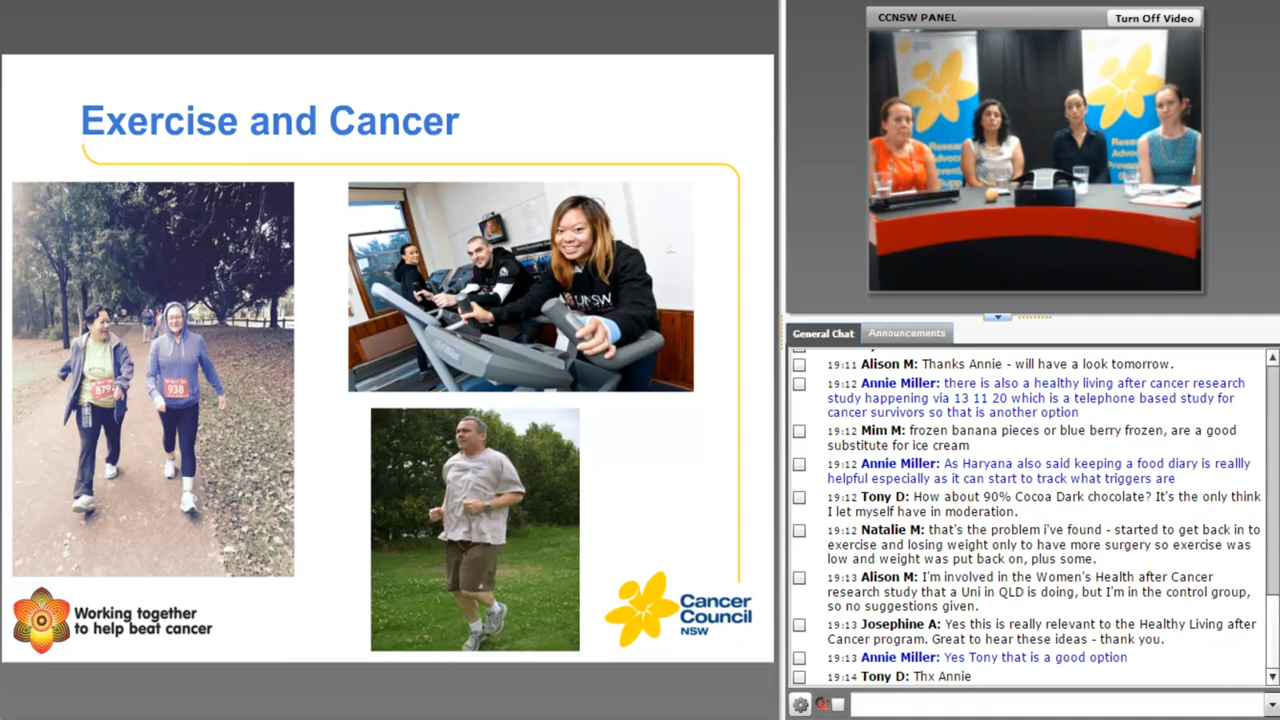 Exercise and Cancer
879
938
UNSW
Working together
to help beat cancer
Cancer
Council
NSW
CCNSW PANEL
Turn Off Video
General Chat
Announcements
19:11 Alison M: Thanks Annie - will have a look tomorrow.
19:12 Annie Miller: there is also a healthy living after cancer research
study happening via 13 11 20 which is a telephone based study for
cancer survivors so that is another option
19:12 Mim M: frozen banana pieces or blue berry frozen, are a good
substitute for ice cream
19:12 Annie Miller: As Haryana also said keeping a food diary is reallly
helpful especially as it can start to track what triggers are
19:12 Tony D: How about 90% Cocoa Dark chocolate? It's the only think
I let myself have in moderation.
19:12 Natalie M: that's the problem i've found - started to get back in to
exercise and losing weight only to have more surgery so exercise was
low and weight was put back on, plus some.
19:13 Alison M: I'm involved in the Women's Health after Cancer
research study that a Uni in QLD is doing, but I'm in the control group,
so no suggestions given.
19:13 Josephine A: Yes this is really relevant to the Healthy Living after
Cancer program. Great to hear these ideas - thank you.
19:13 Annie Miller: Yes Tony that is a good option
19:14 Tony D: Thx Annie